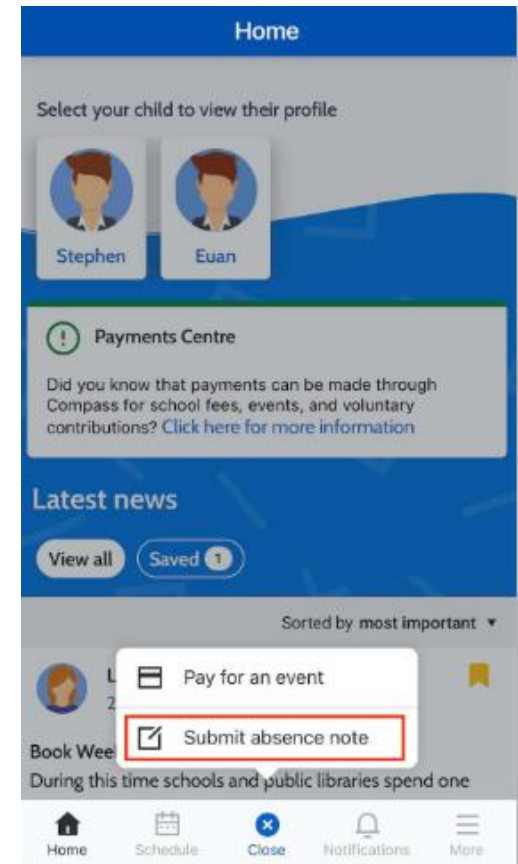 Home
Select your child to view their profile
Stephen
Euan
Payments Centre
Did you know that payments can be made through
Compass for school fees, events, and voluntary
contributions? Click here for more information
Latest news
View all
Saved 1
Sorted by most important
L
2
Pay for an event
Submit absence note
Book Wee
During this time schools and public libraries spend one
Home
Schedule
Close
Notifications
More